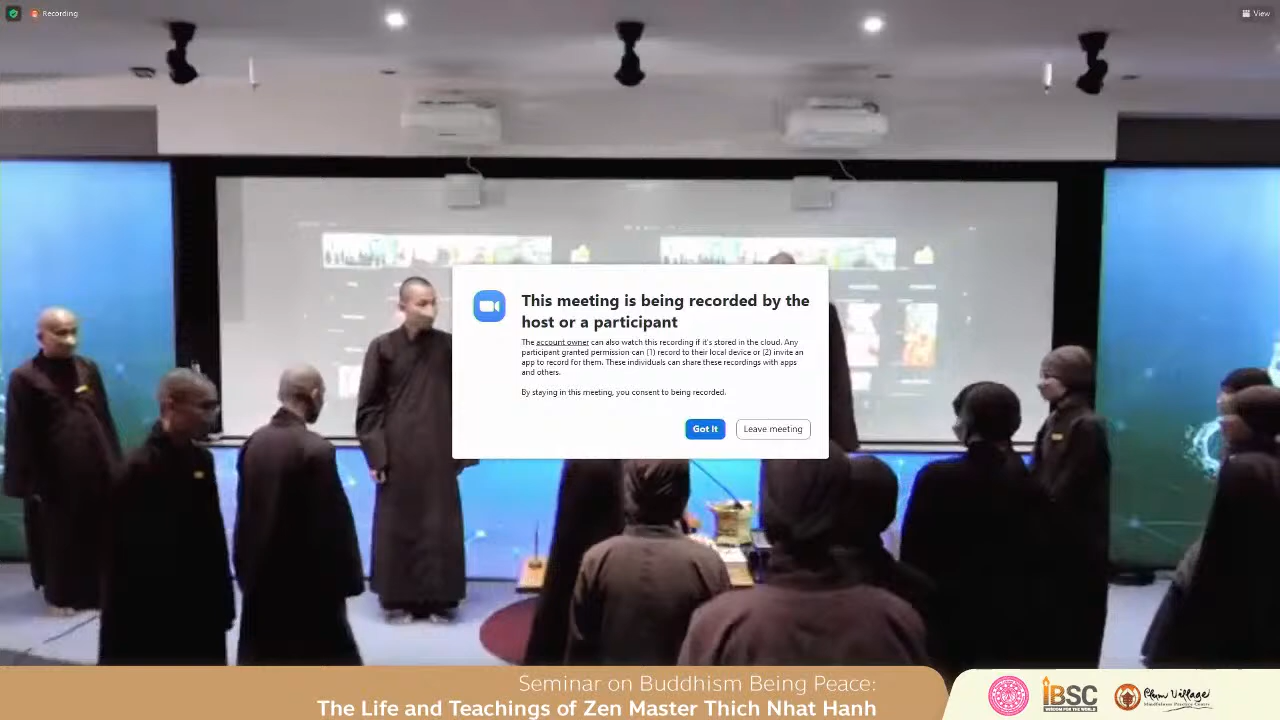 Recording
View
This meeting is being recorded by the
host or a participant
The account owner can also watch this recording if it's stored in the cloud. Any
participant granted permission can (1) record to their local device or (2) invite an
app to record for them. These individuals can share these recordings with apps
and others.
By staying in this meeting, you consent to being recorded.
Got it
Leave meeting
Seminar on Buddhism Being Peace:
The Life and Teachings of Zen Master Thich Nhat Hanh
IBSC
WISDOM FOR THE WORLD
Plum Village
Mindfulness Practice Centre